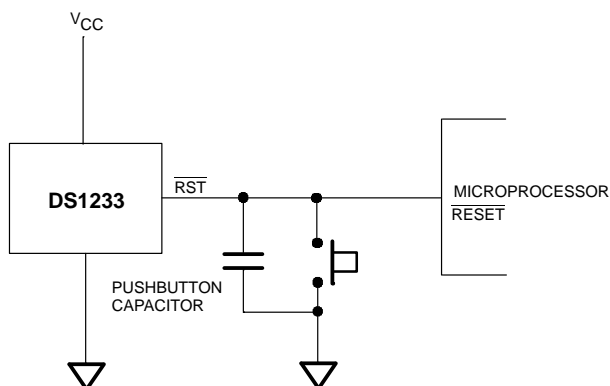 VCC
DS1233
RST
MICROPROCESSOR
RESET
PUSHBUTTON
CAPACITOR